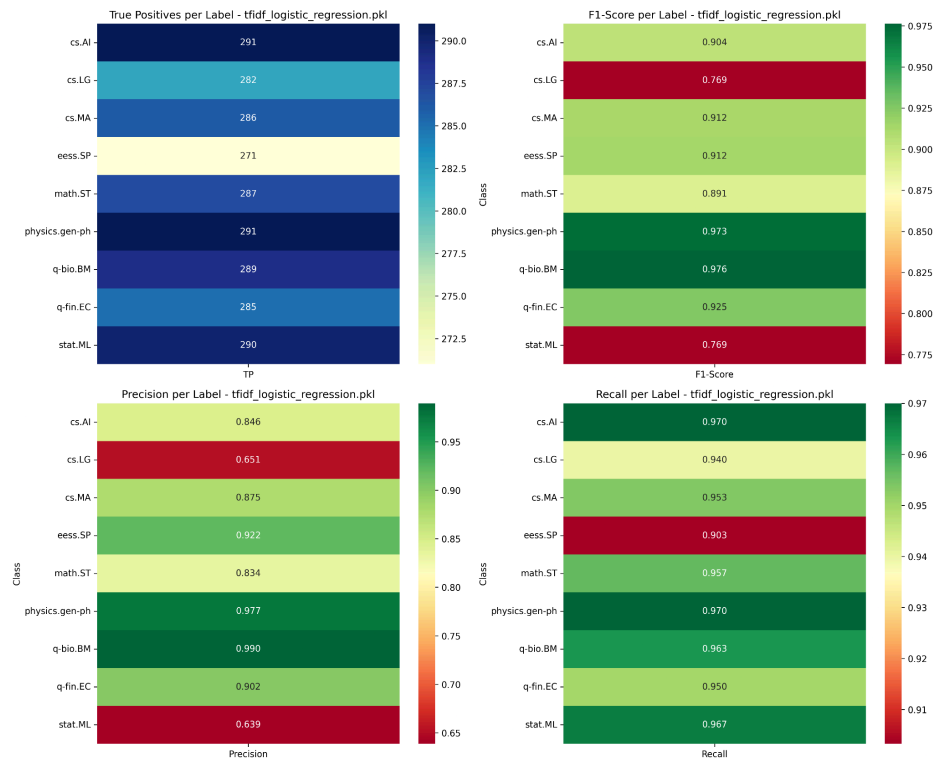 True Positives per Label - tfidf_logistic_regression.pkl
cs.AI
291
cs.LG
282
cs.MA
286
eess.SP
271
math.ST
287
physics.gen-ph
291
q-bio.BM
289
q-fin.EC
285
stat.ML
290
TP
290.0
287.5
285.0
282.5
280.0
277.5
275.0
272.5
F1-Score per Label - tfidf_logistic_regression.pkl
Class
cs.AI
0.904
cs.LG
0.769
cs.MA
0.912
eess.SP
0.912
math.ST
0.891
physics.gen-ph
0.973
q-bio.BM
0.976
q-fin.EC
0.925
stat.ML
0.769
F1-Score
0.975
0.950
0.925
0.900
0.875
0.850
0.825
0.800
0.775
Precision per Label - tfidf_logistic_regression.pkl
Class
cs.AI
0.846
cs.LG
0.651
cs.MA
0.875
eess.SP
0.922
math.ST
0.834
physics.gen-ph
0.977
q-bio.BM
0.990
q-fin.EC
0.902
stat.ML
0.639
Precision
0.95
0.90
0.85
0.80
0.75
0.70
0.65
Recall per Label - tfidf_logistic_regression.pkl
Class
cs.AI
0.970
cs.LG
0.940
cs.MA
0.953
eess.SP
0.903
math.ST
0.957
physics.gen-ph
0.970
q-bio.BM
0.963
q-fin.EC
0.950
stat.ML
0.967
Recall
0.97
0.96
0.95
0.94
0.93
0.92
0.91